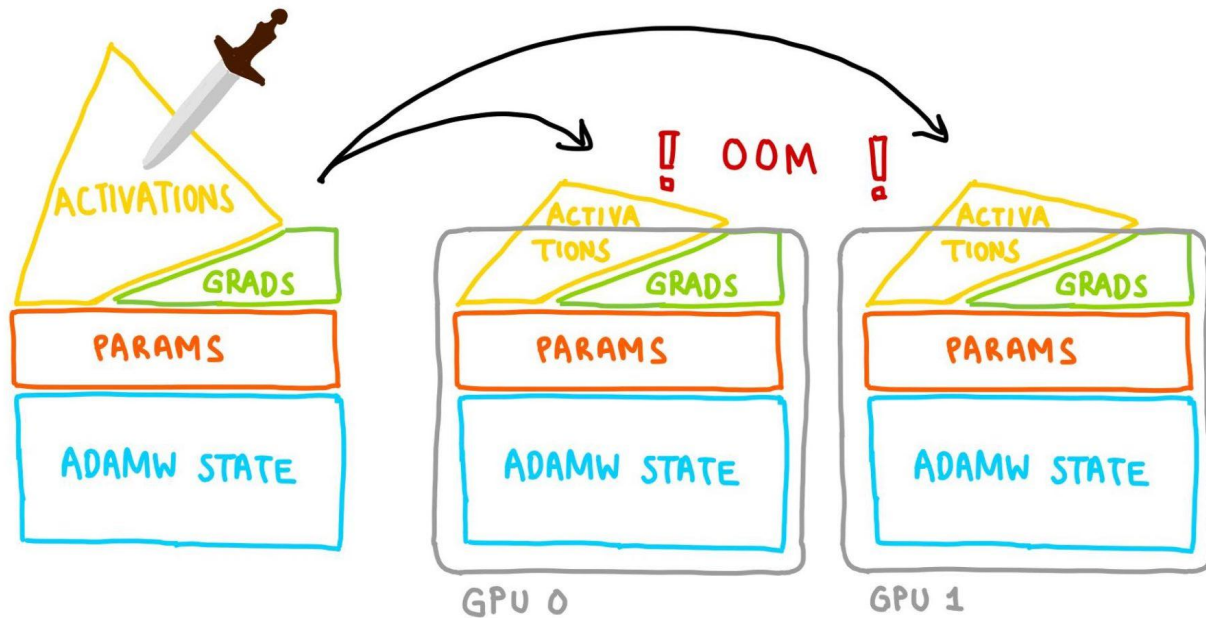 ACTIVATIONS
GRADS
PARAMS
ADAMW STATE
! OOM !
ACTIVA
TIONS
GRADS
PARAMS
ADAMW STATE
GPU 0
ACTIVA
TIONS
GRADS
PARAMS
ADAMW STATE
GPU 1